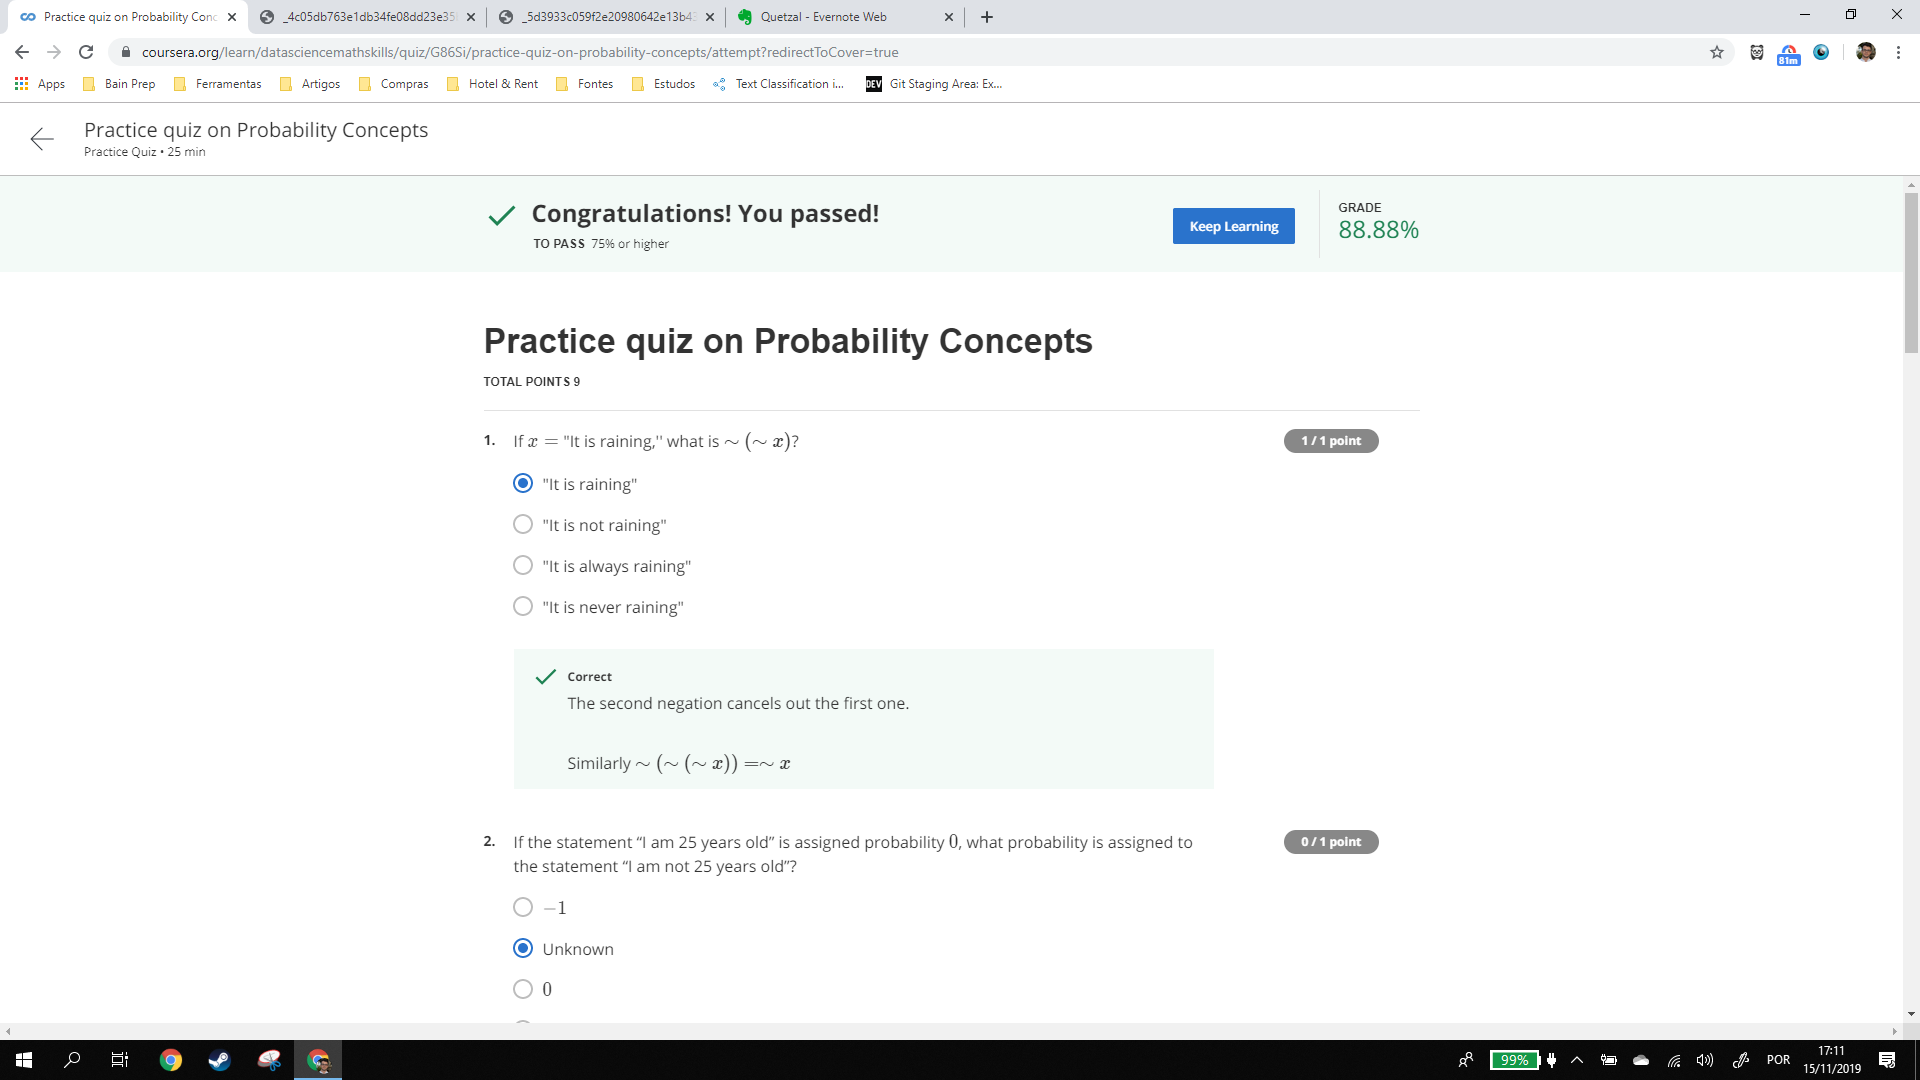 Practice quiz on Probability Conc
_4c05db763e1db34fe08dd23e35
_5d3933c059f2e20980642e13b43
Quetzal - Evernote Web
coursera.org/learn/datasciencemathskills/quiz/G86Si/practice-quiz-on-probability-concepts/attempt?redirectToCover=true
81m
Apps
Bain Prep
Ferramentas
Artigos
Compras
Hotel & Rent
Fontes
Estudos
Text Classification i...
DEV
Git Staging Area: Ex...
Practice quiz on Probability Concepts
Practice Quiz • 25 min
Congratulations! You passed!
TO PASS 75% or higher
Keep Learning
GRADE
88.88%
Practice quiz on Probability Concepts
TOTAL POINTS 9
1. If x = "It is raining,'' what is ∼ (∼ x)?
1 / 1 point
"It is raining"
"It is not raining"
"It is always raining"
"It is never raining"
Correct
The second negation cancels out the first one.
Similarly ∼ (∼ (∼ x)) =∼ x
2. If the statement “I am 25 years old” is assigned probability 0, what probability is assigned to
the statement “I am not 25 years old”?
0 / 1 point
−1
Unknown
0
99%
POR
17:11
15/11/2019